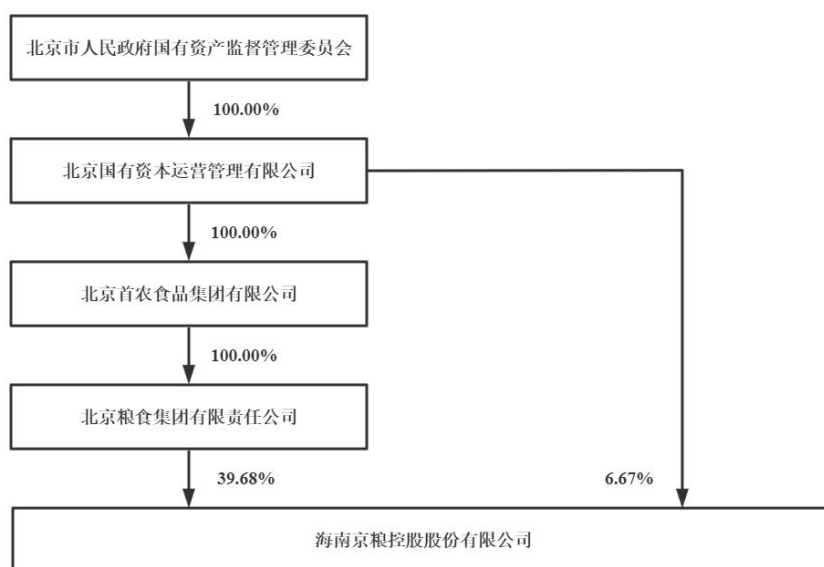 北京市人民政府国有资产监督管理委员会
100.00%
北京国有资本运营管理有限公司
100.00%
北京首农食品集团有限公司
100.00%
北京粮食集团有限责任公司
39.68%
6.67%
海南京粮控股股份有限公司